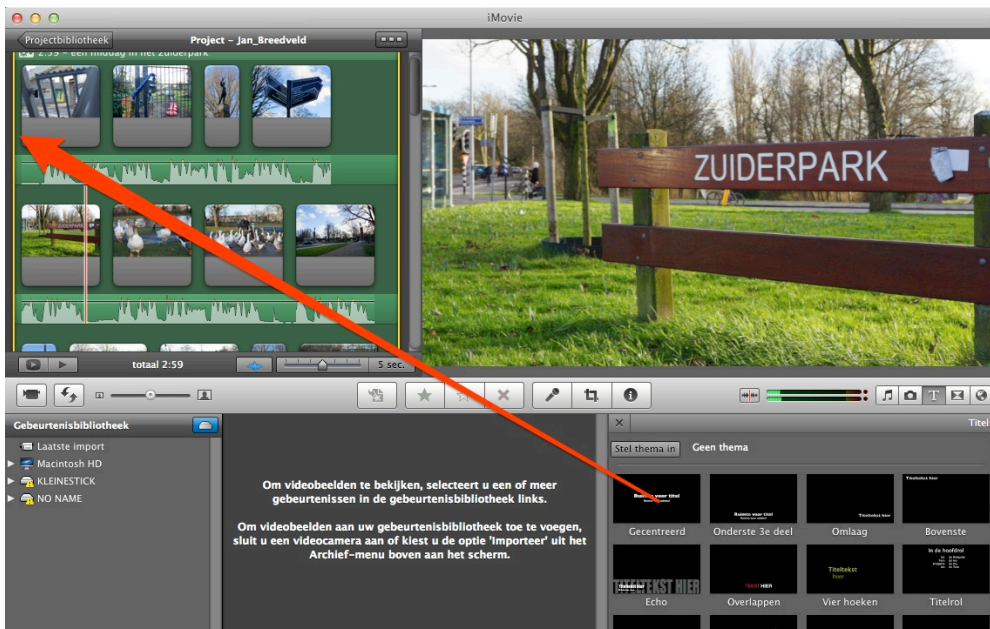 iMovie
Projectbibliotheek
Project - Jan_Breedveld
2:59 - een middag in het zuiderpark
ZUIDERPARK
totaal 2:59
5 sec.
Gebeurtenisbibliotheek
Laatste import
Macintosh HD
KLEINESTICK
NO NAME
Om videobeelden te bekijken, selecteert u een of meer
gebeurtenissen in de gebeurtenisbibliotheek links.
Om videobeelden aan uw gebeurtenisbibliotheek toe te voegen,
sluit u een videocamera aan of kiest u de optie 'Importeer' uit het
Archief-menu boven aan het scherm.
Titel
Stel thema in
Geen thema
Ruimte voor titel
Ruimte voor titel
Titeltekst hier
Titeltekst hier
Gecentreerd
Onderste 3e deel
Omlaag
Bovenste
TITELTEKST HIER
TEKST HIER
Titeltekst
hier
In de hoofdrol
Echo
Overlappen
Vier hoeken
Titelrol